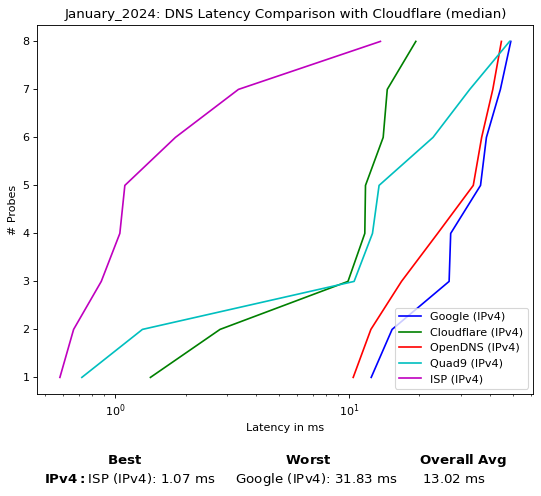 January_2024: DNS Latency Comparison with Cloudflare (median)
8
7
6
5
4
3
2
1
# Probes
Google (IPv4)
Cloudflare (IPv4)
OpenDNS (IPv4)
Quad9 (IPv4)
ISP (IPv4)
10⁰ 10¹
Latency in ms
Best Worst Overall Avg
IPv4: ISP (IPv4): 1.07 ms Google (IPv4): 31.83 ms 13.02 ms